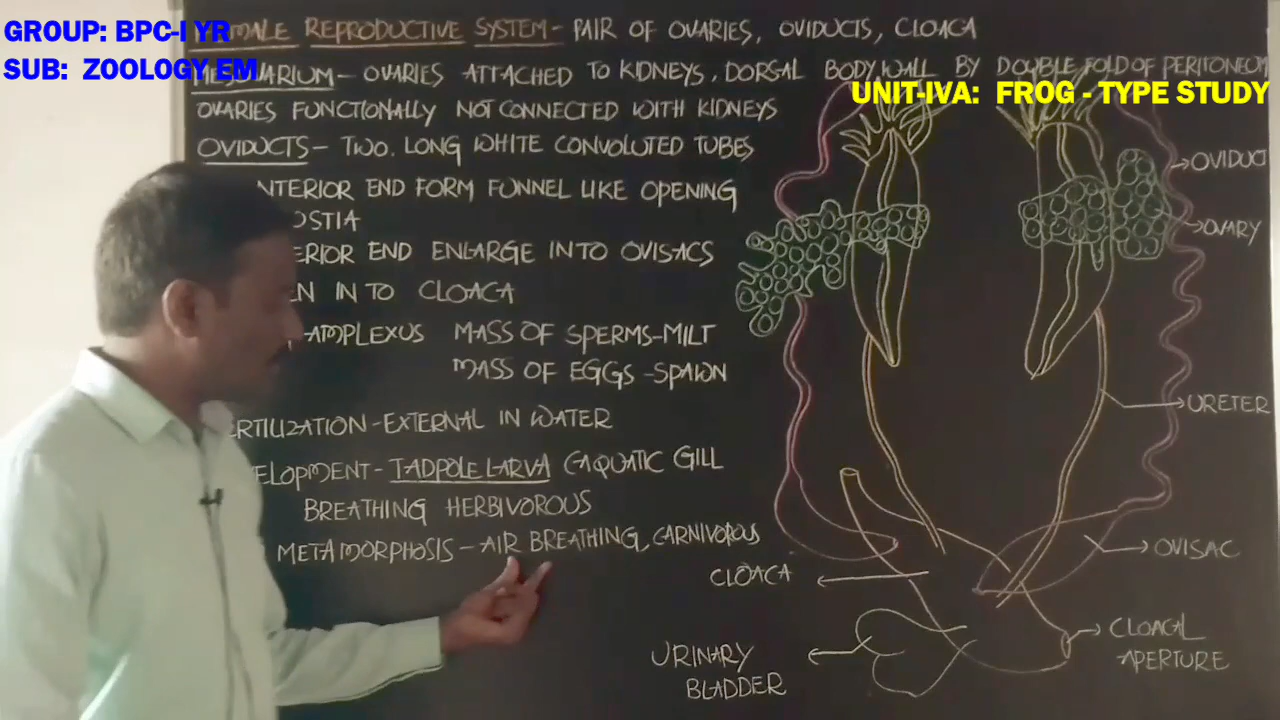 GROUP: BPC-I YR
SUB: ZOOLOGY EM
UNIT-IVA: FROG - TYPE STUDY
MALE REPRODUCTIVE SYSTEM - PAIR OF OVARIES, OVIDUCTS, CLOACA
- OVARIES ATTACHED TO KIDNEYS, DORSAL BODY WALL BY DOUBLE FOLD OF PERITONEUM
OVARIES FUNCTIONALLY NOT CONNECTED WITH KIDNEYS
OVIDUCTS - TWO. LONG WHITE CONVOLUTED TUBES
NTERIOR END FORM FUNNEL LIKE OPENING
OSTIA
ERIOR END ENLARGE INTO OVISACS
EN IN TO CLOACA
AMPLEXUS MASS OF SPERMS-MILT
MASS OF EGGS-SPAWN
RTILIZATION-EXTERNAL IN WATER
ELOPMENT- TADPOLE LARVA (AQUATIC GILL
BREATHING HERBIVOROUS
METAMORPHOSIS - AIR BREATHING, CARNIVOROUS
OVIDUCT
OVARY
URETER
OVISAC
CLOACA
CLOACAL
APERTURE
URINARY
BLADDER